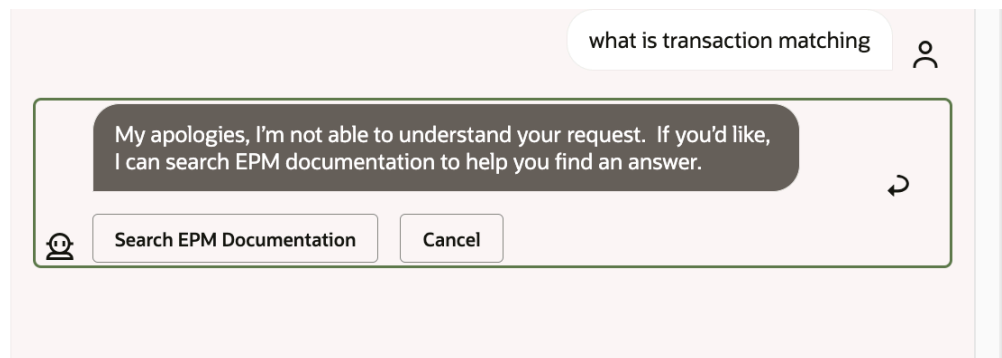 what is transaction matching
My apologies, I'm not able to understand your request.  If you'd like,
I can search EPM documentation to help you find an answer.
Search EPM Documentation
Cancel